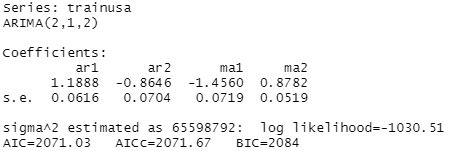 Series: trainusa
ARIMA(2,1,2)
Coefficients:
ar1 ar2 ma1 ma2
1.1888 -0.8646 -1.4560 0.8782
s.e. 0.0616 0.0704 0.0719 0.0519
sigma^2 estimated as 65598792: log likelihood=-1030.51
AIC=2071.03 AICc=2071.67 BIC=2084